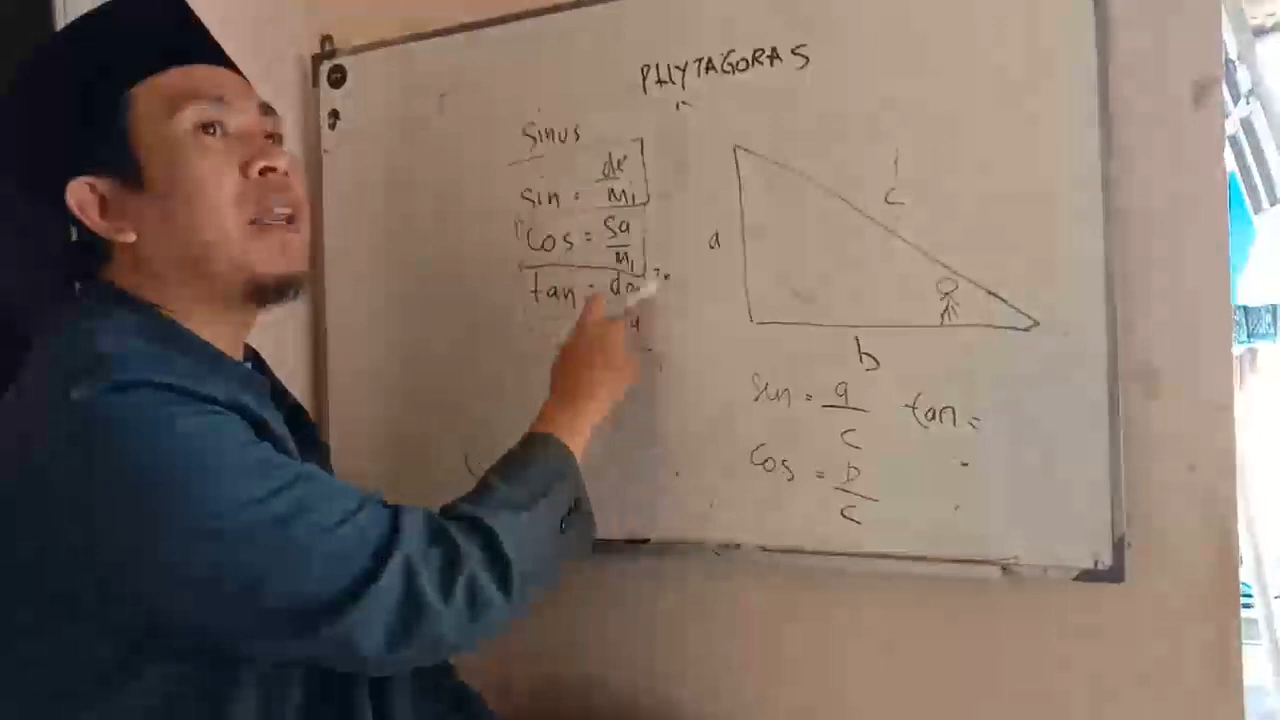 PHYTAGORAS
Sinus
sin = de
mi
Cos = Sa
mi
tan = de
a
c
b
Sin = a
c
Cos = b
c
tan =